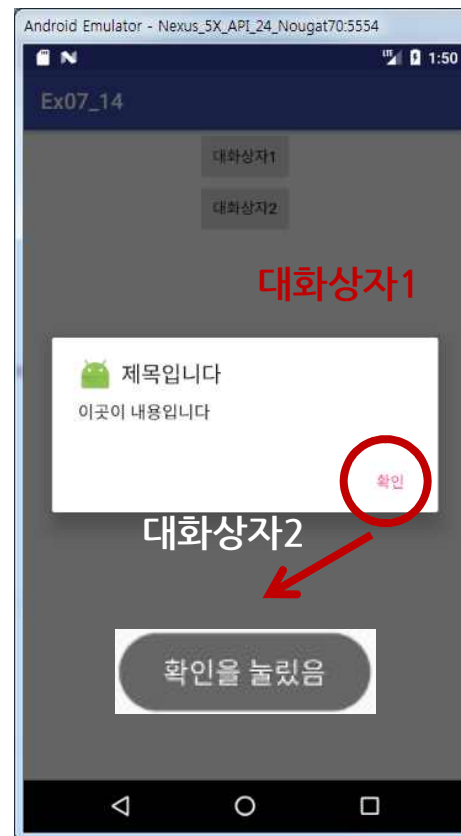 Android Emulator - Nexus_5X_API_24_Nougat70:5554
LTE 1:50
Ex07_14
대화상자1
대화상자2
대화상자1
제목입니다
이곳이 내용입니다
확인
대화상자2
확인을 눌렀음